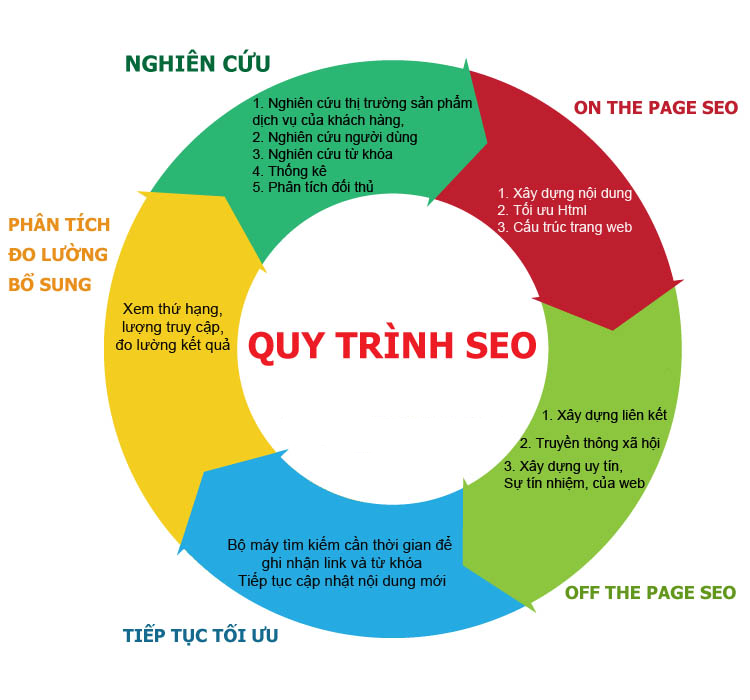 NGHIÊN CỨU
1. Nghiên cứu thị trường sản phẩm
dịch vụ của khách hàng,
2. Nghiên cứu người dùng
3. Nghiên cứu từ khóa
4. Thống kê
5. Phân tích đối thủ
ON THE PAGE SEO
1. Xây dựng nội dung
2. Tối ưu Html
3. Cấu trúc trang web
QUY TRÌNH SEO
1. Xây dựng liên kết
2. Truyền thông xã hội
3. Xây dựng uy tín,
Sự tín nhiệm, của web
OFF THE PAGE SEO
Bộ máy tìm kiếm cần thời gian để
ghi nhận link và từ khóa
Tiếp tục cập nhật nội dung mới
TIẾP TỤC TỐI ƯU
PHÂN TÍCH
ĐO LƯỜNG
BỔ SUNG
Xem thứ hạng,
lượng truy cập,
đo lường kết quả